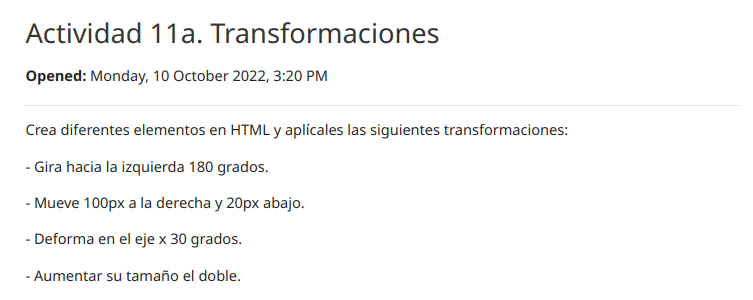 Actividad 11a. Transformaciones
Opened: Monday, 10 October 2022, 3:20 PM
Crea diferentes elementos en HTML y aplícales las siguientes transformaciones:
- Gira hacia la izquierda 180 grados.
- Mueve 100px a la derecha y 20px abajo.
- Deforma en el eje x 30 grados.
- Aumentar su tamaño el doble.